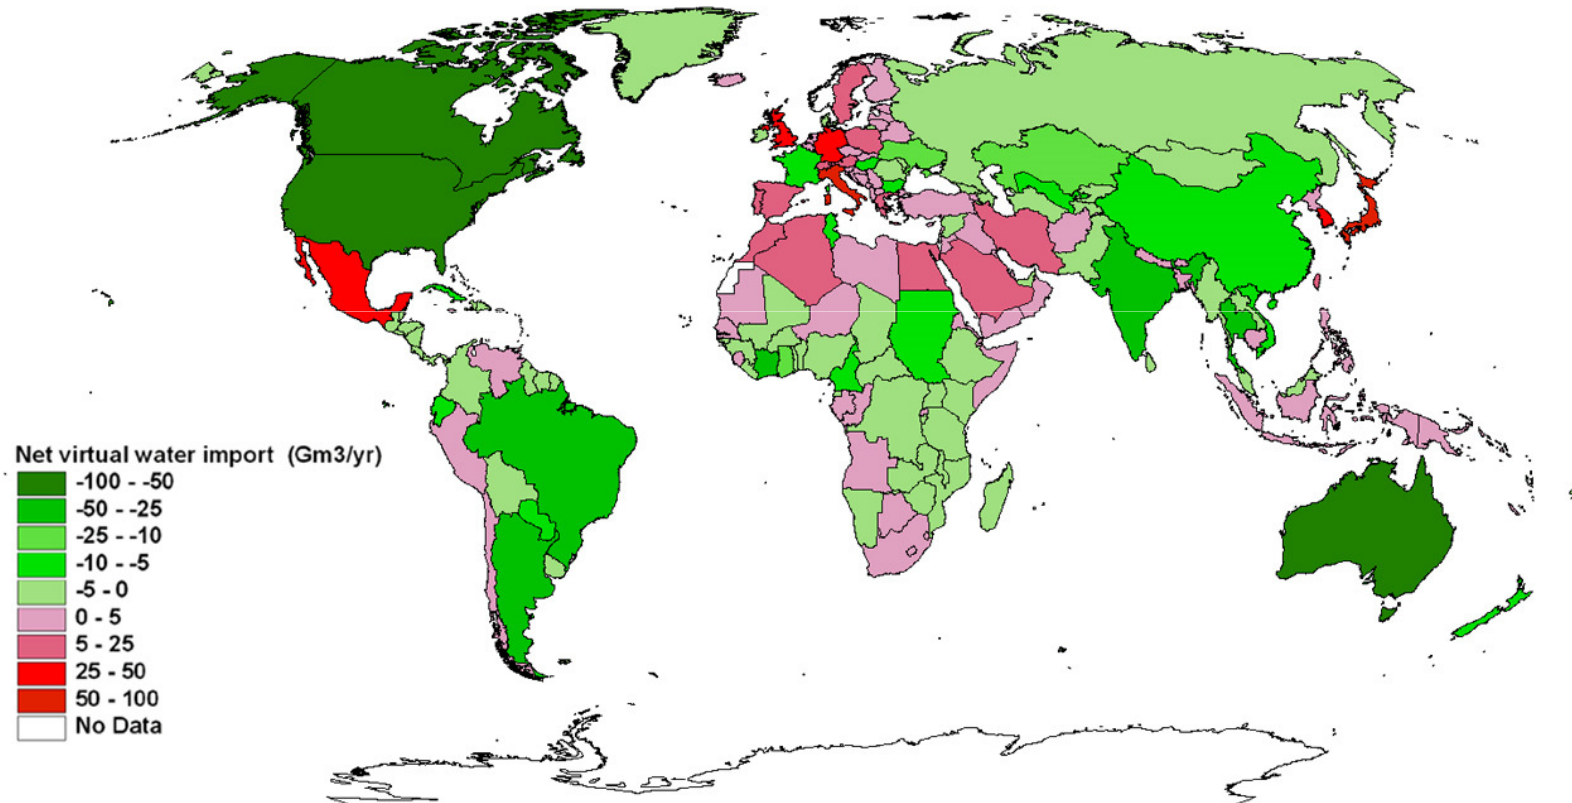 Net virtual water import (Gm3/yr)
-100 - -50
-50 - -25
-25 - -10
-10 - -5
-5 - 0
0 - 5
5 - 25
25 - 50
50 - 100
No Data